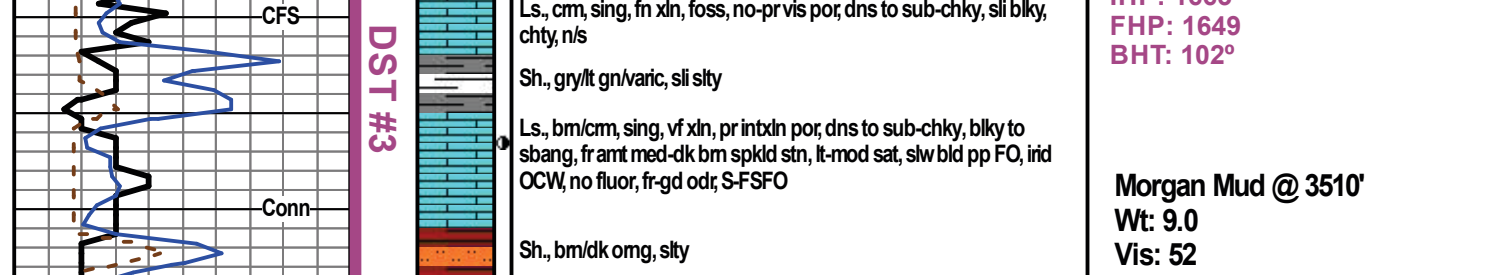 CFS
Conn
DST #3
Ls., crm, sing, fn xln, foss, no-pr vis por, dns to sub-chky, sli blky,
chty, n/s
Sh., gry/lt gn/varic, sli slty
Ls., brn/crm, sing, vf xln, pr intxln por, dns to sub-chky, blky to
sbang, fr amt med-dk brn spkld stn, lt-mod sat, slw bld pp FO, irid
OCW, no fluor, fr-gd odr, S-FSFO
Sh., brn/dk orng, slty
FHP: 1649
BHT: 102º
Morgan Mud @ 3510'
Wt: 9.0
Vis: 52